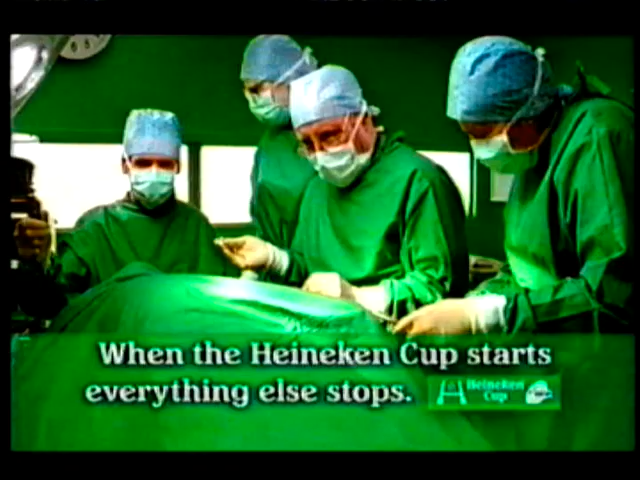 When the Heineken Cup starts
everything else stops.
Heineken
Cup